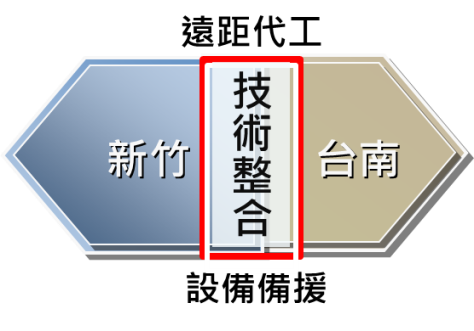 遠距代工
新竹
技術整合
台南
設備備援